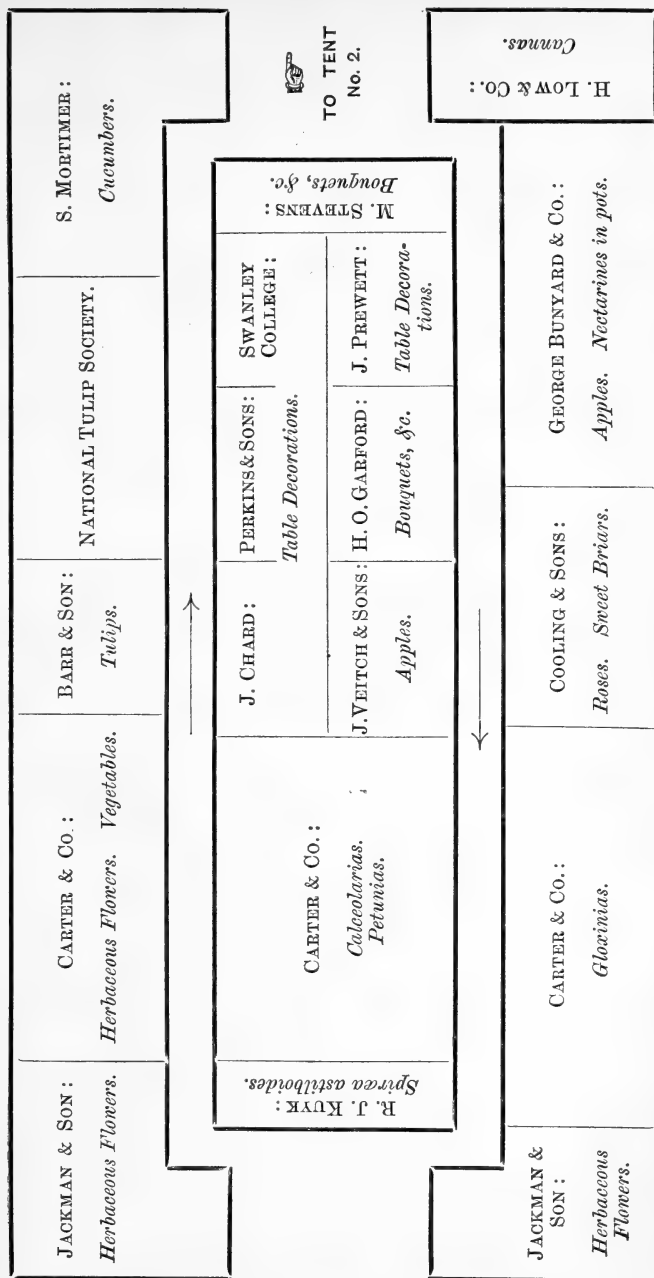 JACKMAN & SON:
Herbaceous Flowers.
CARTER & CO.:
Herbaceous Flowers. Vegetables.
BARR & SON:
Tulips.
NATIONAL TULIP SOCIETY.
S. MORTIMER:
Cucumbers.
R. J. KUYK:
Spiræa astilboides.
CARTER & CO.:
Calceolarias.
Petunias.
J. CHARD:
PERKINS & SONS:
Table Decorations.
SWANLEY
COLLEGE:
J. VEITCH & SONS:
Apples.
H. O. GARFORD:
Bouquets, &c.
J. PREWETT:
Table Decora-
tions.
M. STEVENS:
Bouquets, &c.
TO TENT
No. 2.
JACKMAN &
SON:
Herbaceous
Flowers.
CARTER & CO.:
Gloxinias.
COOLING & SONS:
Roses. Sweet Briars.
GEORGE BUNYARD & CO.:
Apples. Nectarines in pots.
H. LOW & CO.:
Cannas.